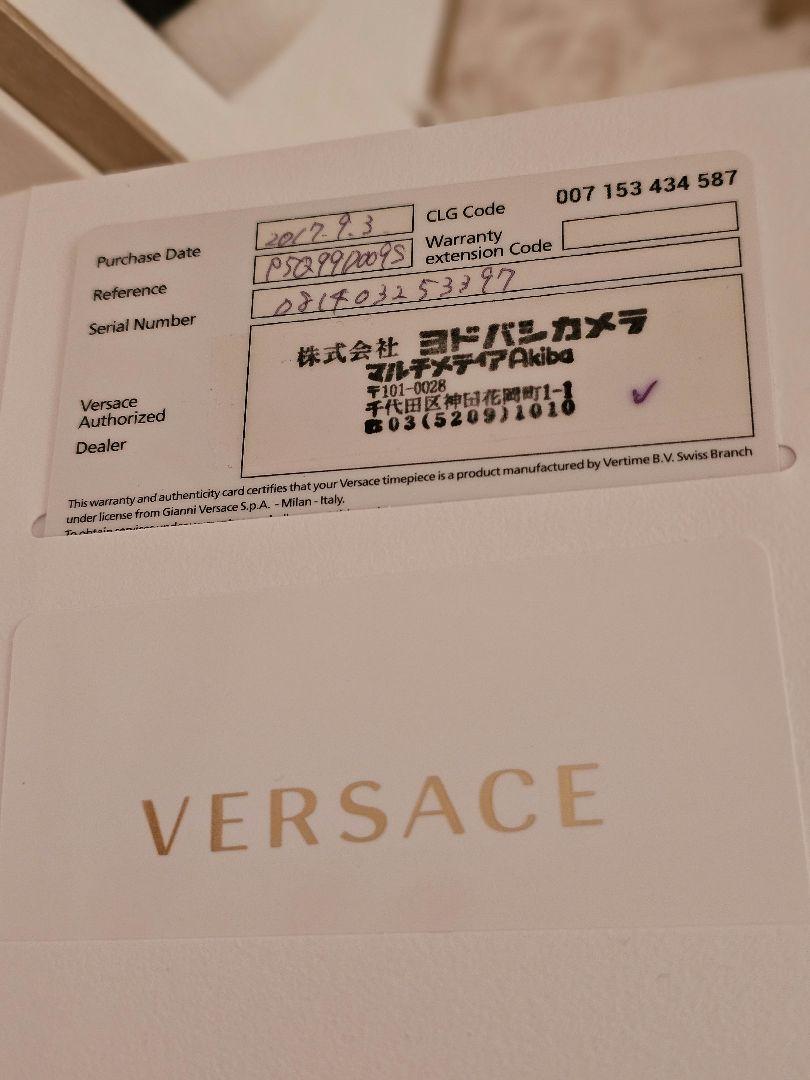 CLG Code 007 153 434 587
Purchase Date 2017.9.3
Warranty extension Code
Reference P5Q99D009S
Serial Number 081403253397
株式会社 ヨドバシカメラ
マルチメディアAkiba
〒101-0028
千代田区神田花岡町1-1
☎03(5209)1010
Versace
Authorized
Dealer
This warranty and authenticity card certifies that your Versace timepiece is a product manufactured by Vertime B.V. Swiss Branch
under license from Gianni Versace S.p.A. - Milan - Italy.
VERSACE